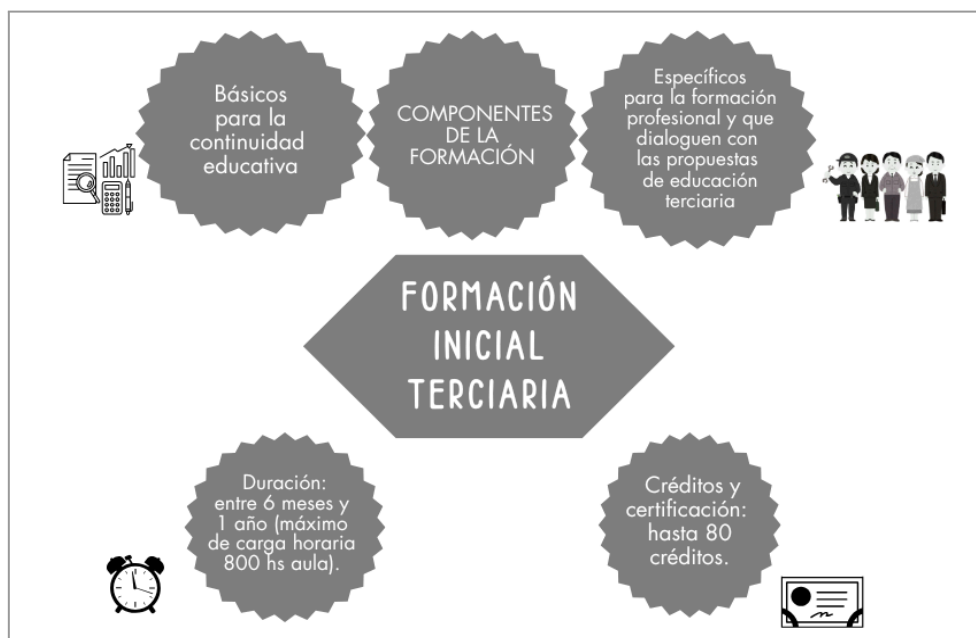 Básicos
para la
continuidad
educativa
COMPONENTES
DE LA
FORMACIÓN
Específicos
para la formación
profesional y que
dialoguen con
las propuestas
de educación
terciaria
FORMACIÓN
INICIAL
TERCIARIA
Duración:
entre 6 meses y
1 año (máximo
de carga horaria
800 hs aula).
Créditos y
certificación:
hasta 80
créditos.